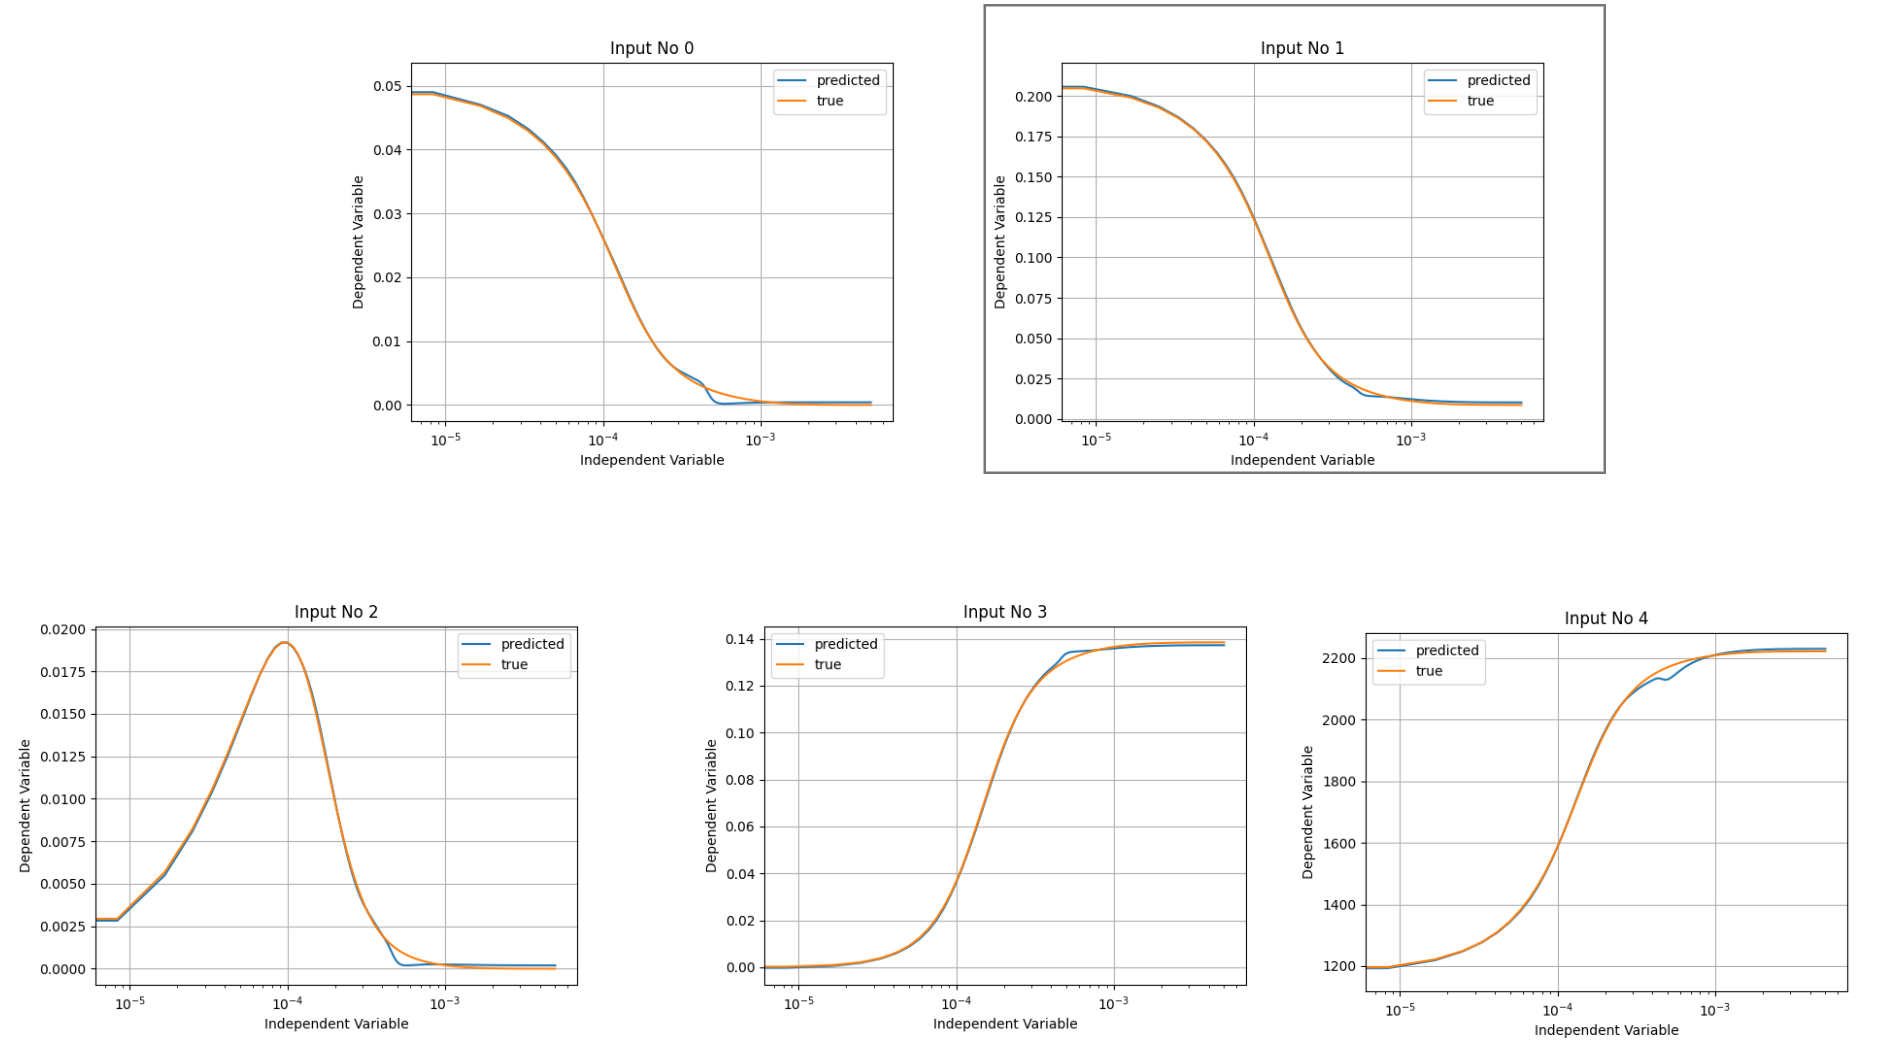 Input No 0
predicted
true
0.05
0.04
0.03
0.02
0.01
0.00
Dependent Variable
10⁻⁵
10⁻⁴
10⁻³
Independent Variable
Input No 1
predicted
true
0.200
0.175
0.150
0.125
0.100
0.075
0.050
0.025
0.000
Dependent Variable
10⁻⁵
10⁻⁴
10⁻³
Independent Variable
Input No 2
predicted
true
0.0200
0.0175
0.0150
0.0125
0.0100
0.0075
0.0050
0.0025
0.0000
Dependent Variable
10⁻⁵
10⁻⁴
10⁻³
Independent Variable
Input No 3
predicted
true
0.14
0.12
0.10
0.08
0.06
0.04
0.02
0.00
Dependent Variable
10⁻⁵
10⁻⁴
10⁻³
Independent Variable
Input No 4
predicted
true
2200
2000
1800
1600
1400
1200
Dependent Variable
10⁻⁵
10⁻⁴
10⁻³
Independent Variable